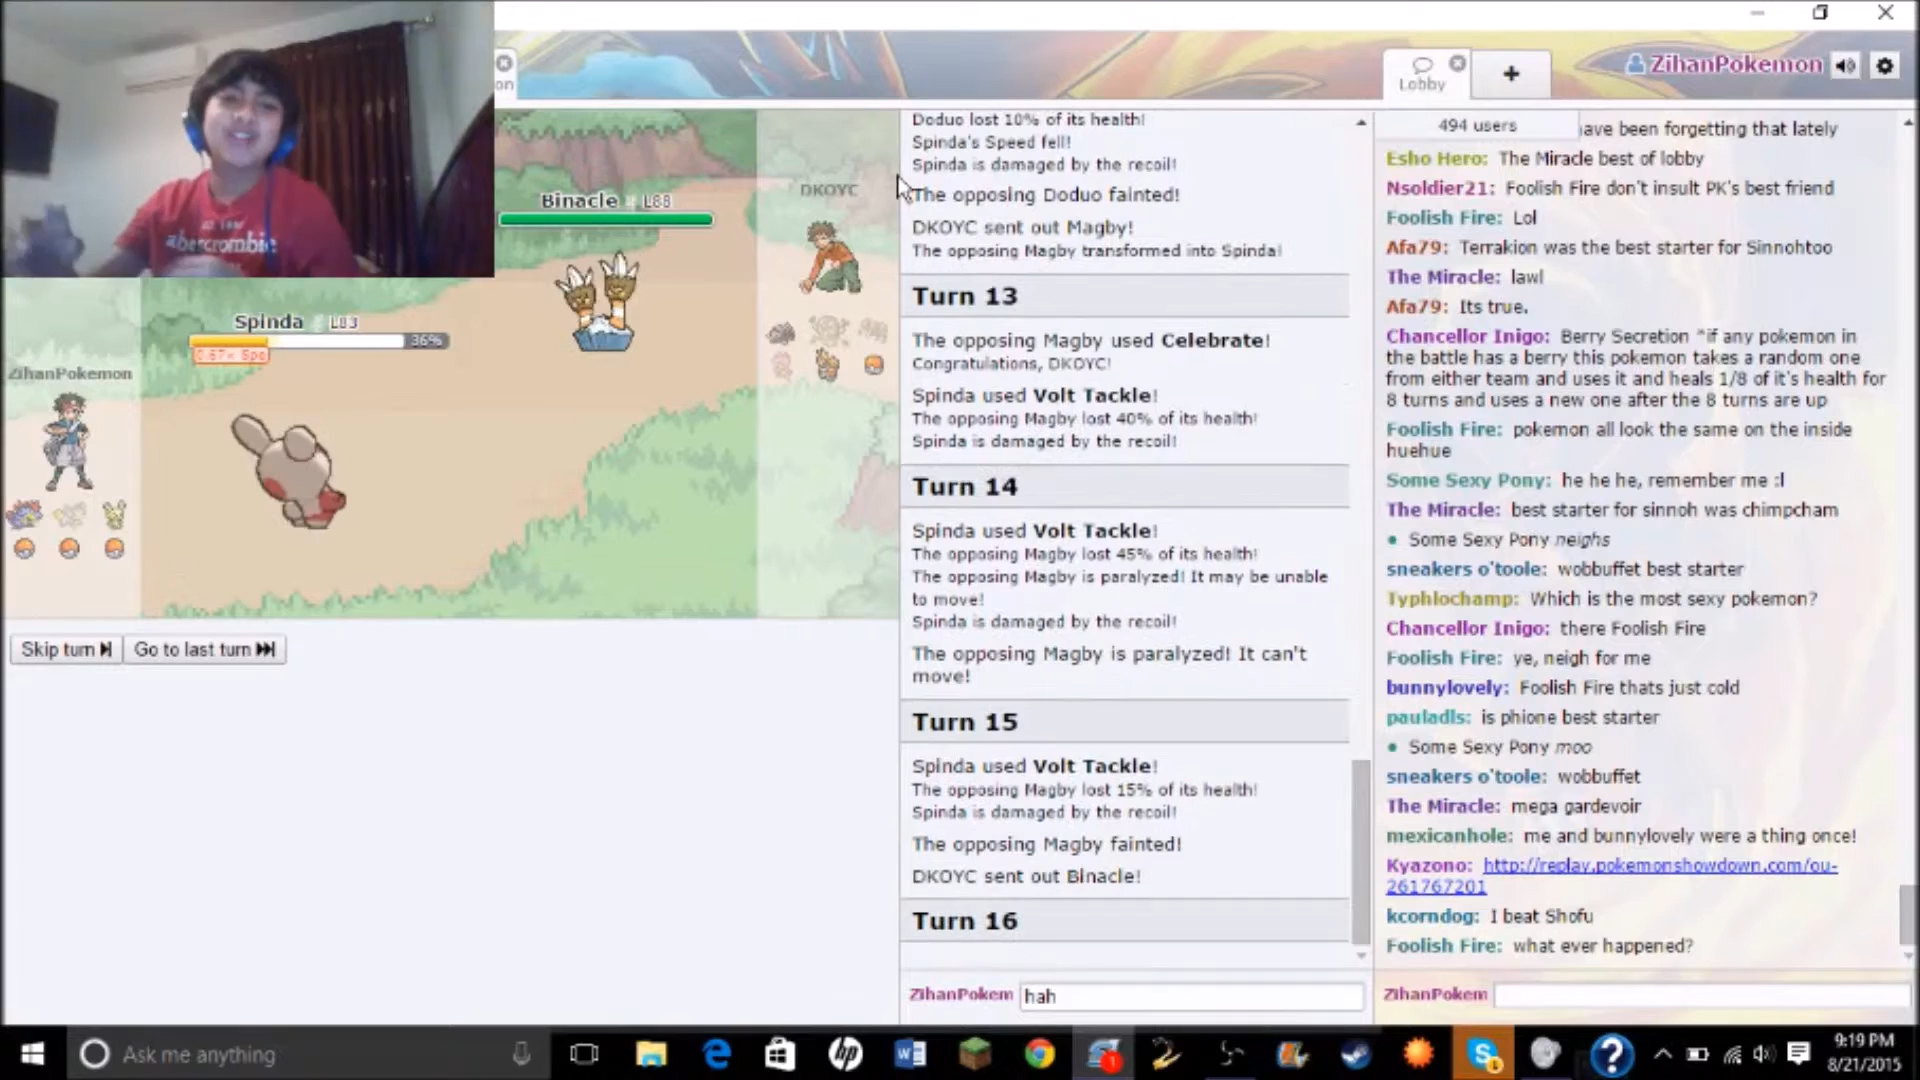 abercrombie
on
Lobby
+
ZihanPokemon
Binacle L88
DKOYC
Spinda L83
36%
0.67× Spe
ZihanPokemon
Skip turn
Go to last turn
Doduo lost 10% of its health!
Spinda's Speed fell!
Spinda is damaged by the recoil!
The opposing Doduo fainted!
DKOYC sent out Magby!
The opposing Magby transformed into Spinda!
Turn 13
The opposing Magby used Celebrate!
Congratulations, DKOYC!
Spinda used Volt Tackle!
The opposing Magby lost 40% of its health!
Spinda is damaged by the recoil!
Turn 14
Spinda used Volt Tackle!
The opposing Magby lost 45% of its health!
The opposing Magby is paralyzed! It may be unable
to move!
Spinda is damaged by the recoil!
The opposing Magby is paralyzed! It can't
move!
Turn 15
Spinda used Volt Tackle!
The opposing Magby lost 15% of its health!
Spinda is damaged by the recoil!
The opposing Magby fainted!
DKOYC sent out Binacle!
Turn 16
ZihanPokem hah
494 users
have been forgetting that lately
Esho Hero: The Miracle best of lobby
Nsoldier21: Foolish Fire don't insult PK's best friend
Foolish Fire: Lol
Afa79: Terrakion was the best starter for Sinnohtoo
The Miracle: lawl
Afa79: Its true.
Chancellor Inigo: Berry Secretion "if any pokemon in
the battle has a berry this pokemon takes a random one
from either team and uses it and heals 1/8 of it's health for
8 turns and uses a new one after the 8 turns are up
Foolish Fire: pokemon all look the same on the inside
huehue
Some Sexy Pony: he he he, remember me :l
The Miracle: best starter for sinnoh was chimpcham
• Some Sexy Pony neighs
sneakers o'toole: wobbuffet best starter
Typhlochamp: Which is the most sexy pokemon?
Chancellor Inigo: there Foolish Fire
Foolish Fire: ye, neigh for me
bunnylovely: Foolish Fire thats just cold
pauladls: is phione best starter
• Some Sexy Pony moo
sneakers o'toole: wobbuffet
The Miracle: mega gardevoir
mexicanhole: me and bunnylovely were a thing once!
Kyazono: http://replay.pokemonshowdown.com/ou-
261767201
kcorndog: I beat Shofu
Foolish Fire: what ever happened?
ZihanPokem
Ask me anything
9:19 PM
8/21/2015